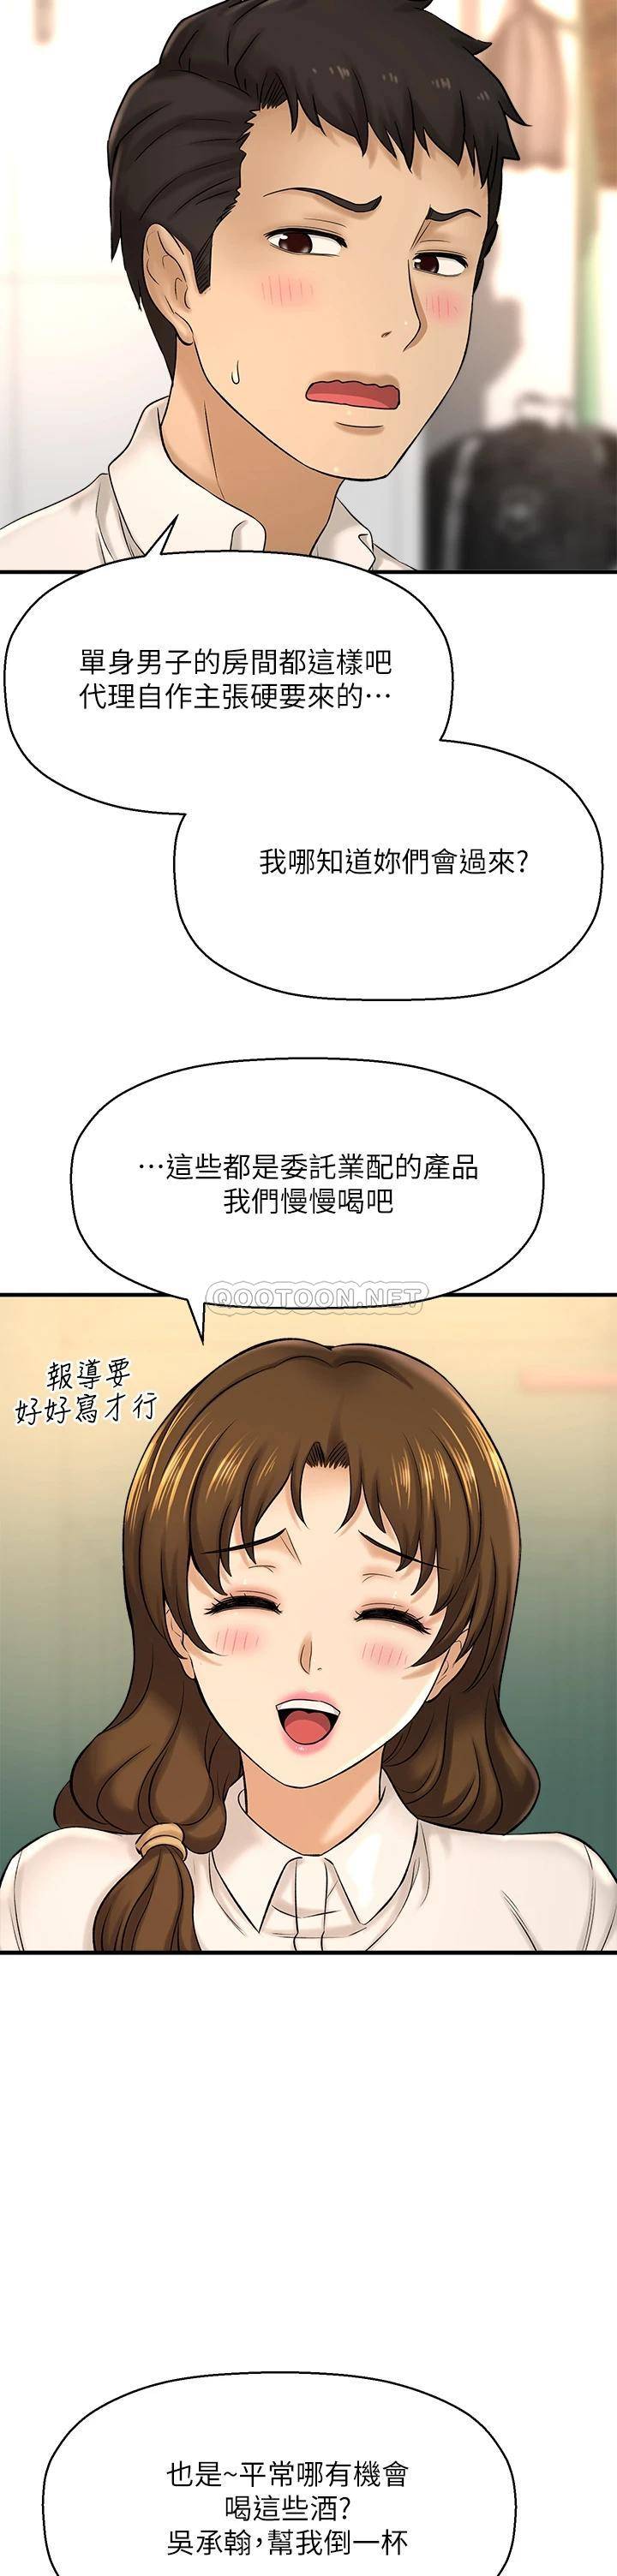 單身男子的房間都這樣吧
代理自作主張硬要來的…
我哪知道妳們會過來?
…這些都是委託業配的產品
我們慢慢喝吧
QOOTOON.NET
報導要
好好寫才行
也是~平常哪有機會
喝這些酒?
吳承翰,幫我倒一杯